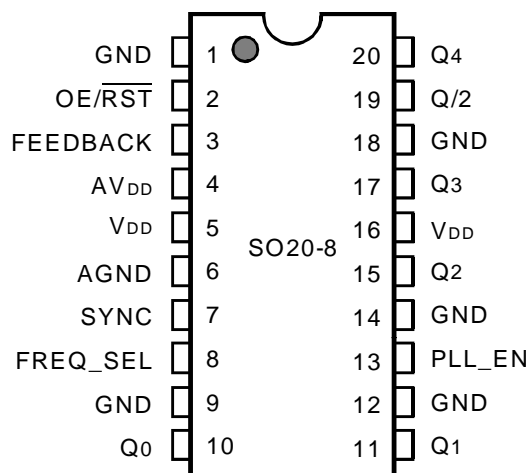 GND 1 20 Q4
OE/RST 2 19 Q/2
FEEDBACK 3 18 GND
AVDD 4 17 Q3
VDD 5 16 VDD
SO20-8
AGND 6 15 Q2
SYNC 7 14 GND
FREQ_SEL 8 13 PLL_EN
GND 9 12 GND
Q0 10 11 Q1